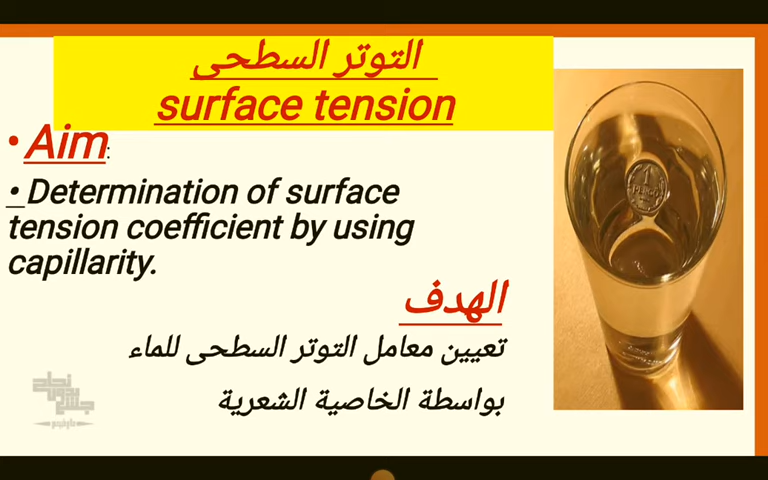 التوتر السطحى
surface tension
•Aim:
• Determination of surface
tension coefficient by using
capillarity.
الهدف
تعيين معامل التوتر السطحى للماء
بواسطة الخاصية الشعرية